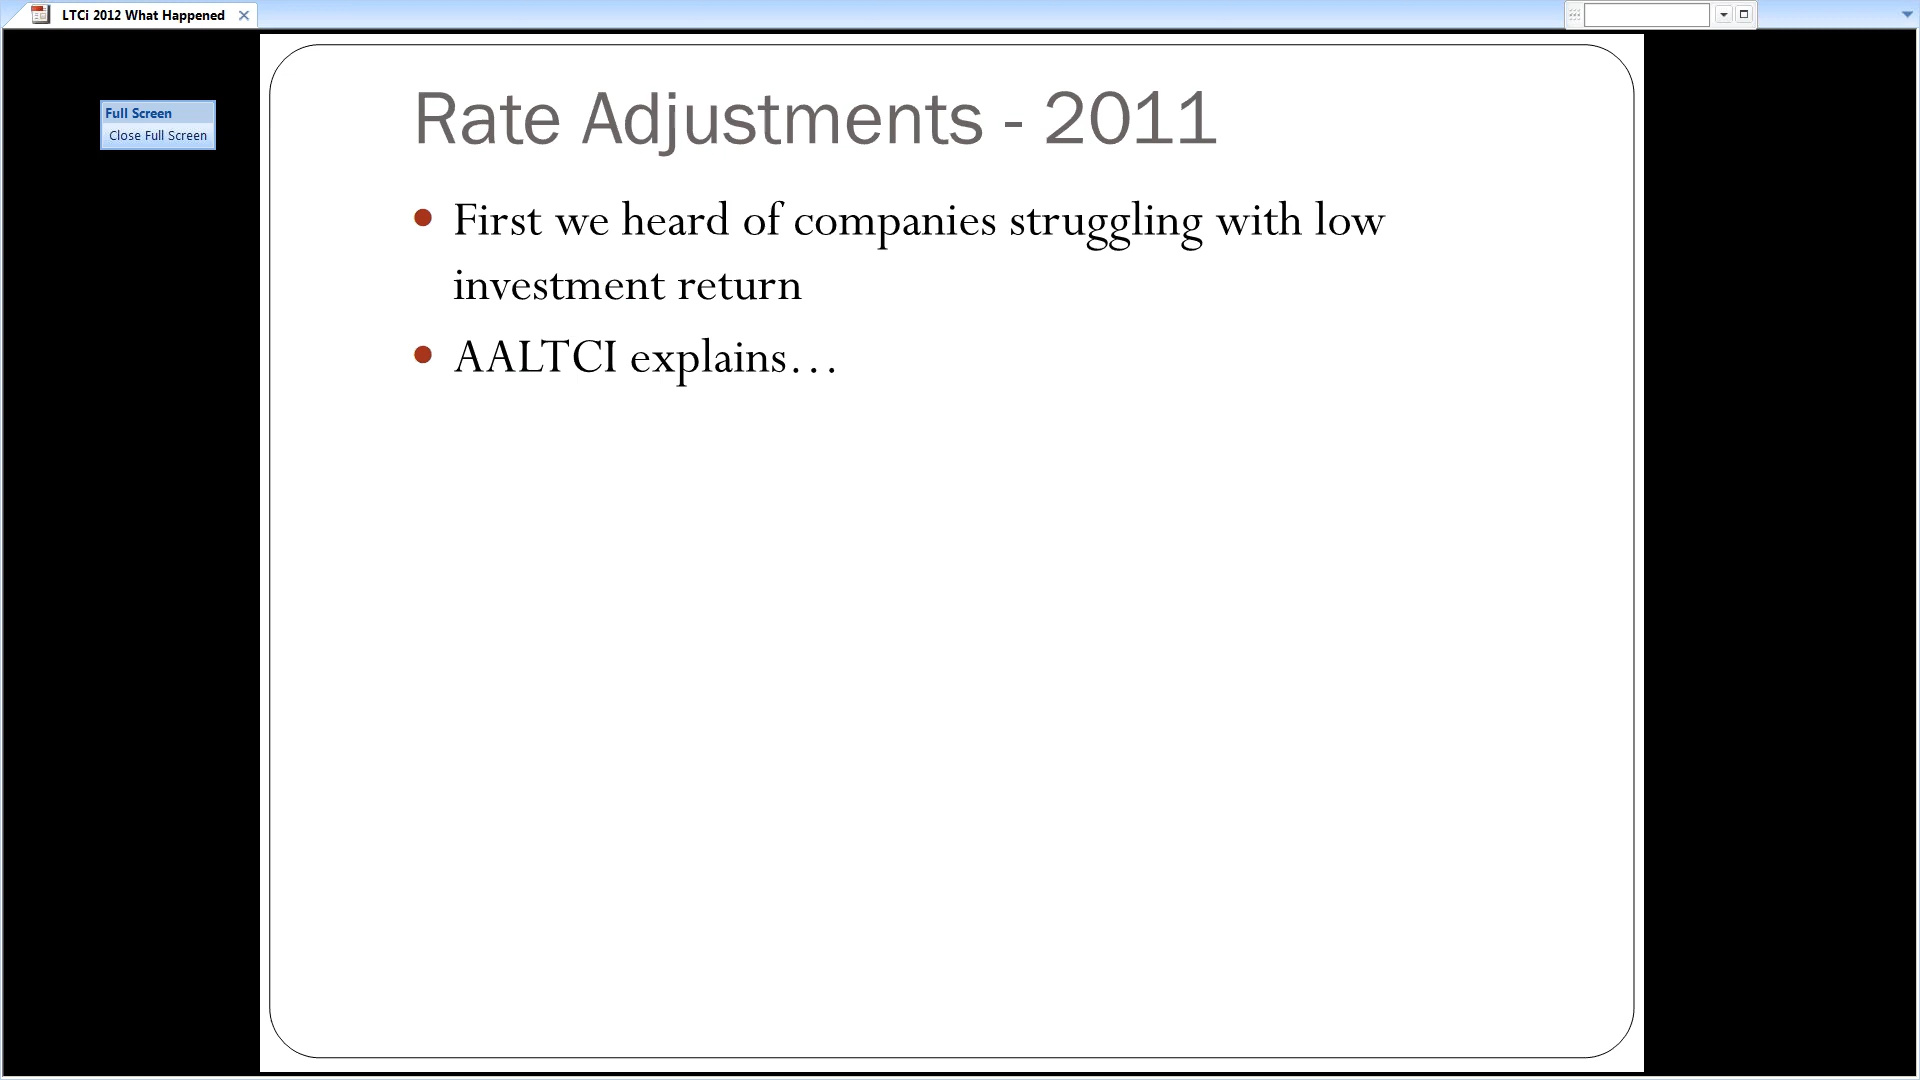 LTCi 2012 What Happened
Full Screen
Close Full Screen
Rate Adjustments - 2011
First we heard of companies struggling with low
investment return
AALTCI explains…